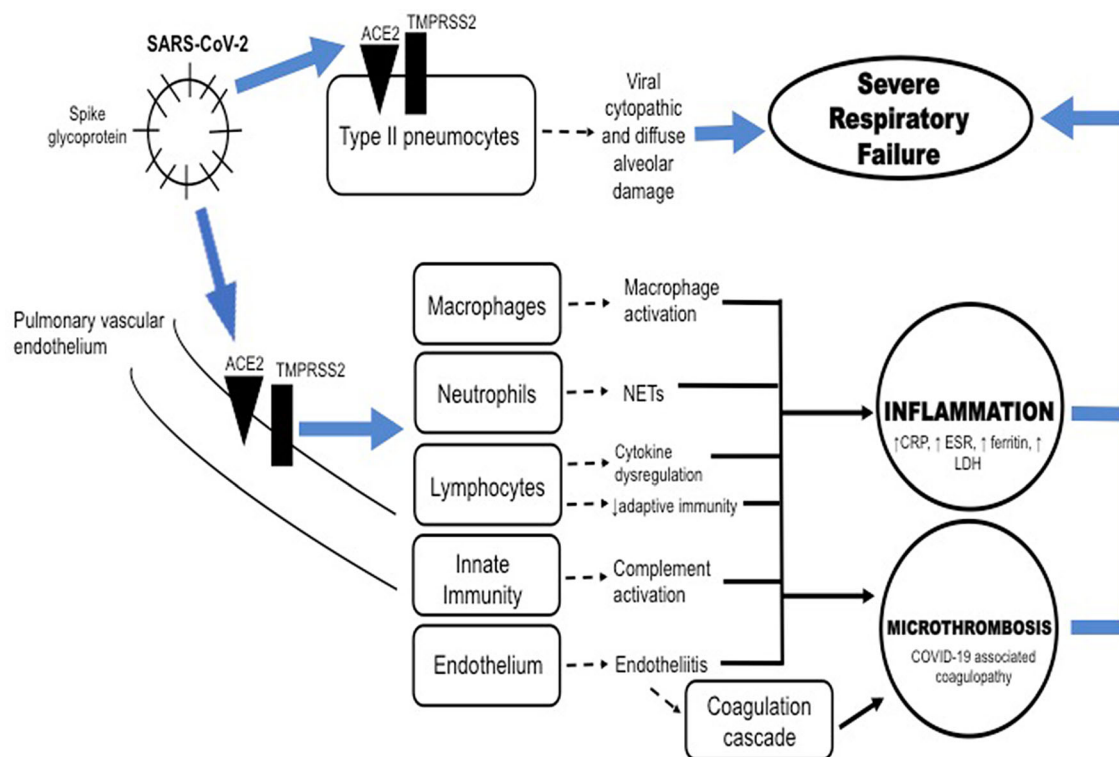 SARS-CoV-2
Spike
glycoprotein
ACE2
TMPRSS2
Type II pneumocytes
Viral
cytopathic
and diffuse
alveolar
damage
Severe
Respiratory
Failure
Pulmonary vascular
endothelium
ACE2
TMPRSS2
Macrophages
Macrophage
activation
Neutrophils
NETs
Lymphocytes
Cytokine
dysregulation
↓adaptive immunity
Innate
Immunity
Complement
activation
Endothelium
Endotheliitis
Coagulation
cascade
INFLAMMATION
↑CRP, ↑ ESR, ↑ ferritin, ↑
LDH
MICROTHROMBOSIS
COVID-19 associated
coagulopathy